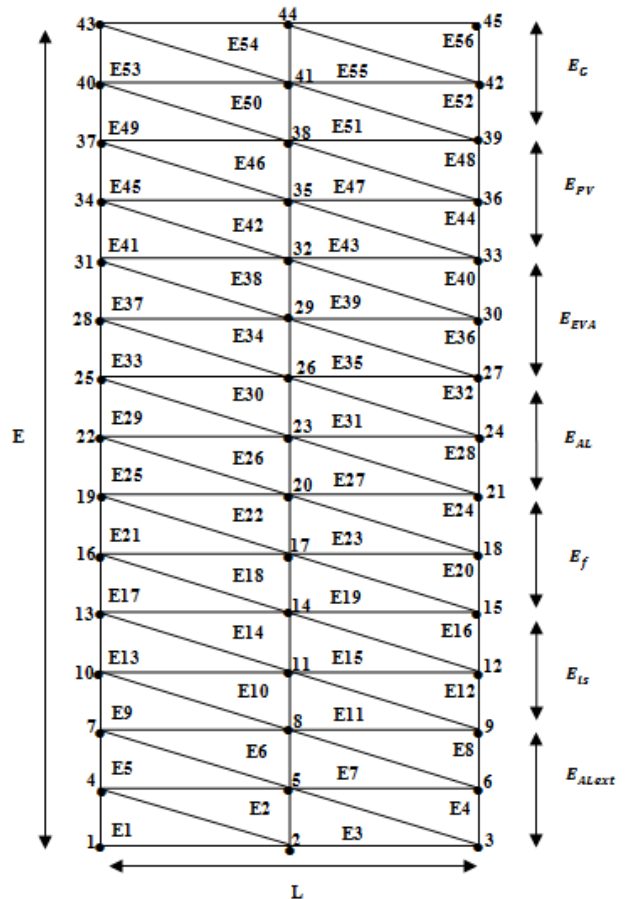 44
43 45
E54 E56
E53 E55 E_G
40 41 42
E50 E52
E49 E51
37 38 39
E46 E48
E45 E47 E_PV
34 35 36
E42 E44
E41 E43
31 32 33
E38 E40
E37 E39 E_EVA
28 29 30
E34 E36
E33 E35
25 26 27
E30 E32
E29 E31 E_AL
E 22 23 24
E26 E28
E25 E27
19 20 21
E22 E24
E21 E23 E_f
16 17 18
E18 E20
E17 E19
13 14 15
E14 E16
E13 E15 E_is
10 11 12
E10 E12
E9 E11
7 8 9
E6 E8
E5 E7 E_ALext
4 5 6
E2 E4
E1 E3
1 2 3
L